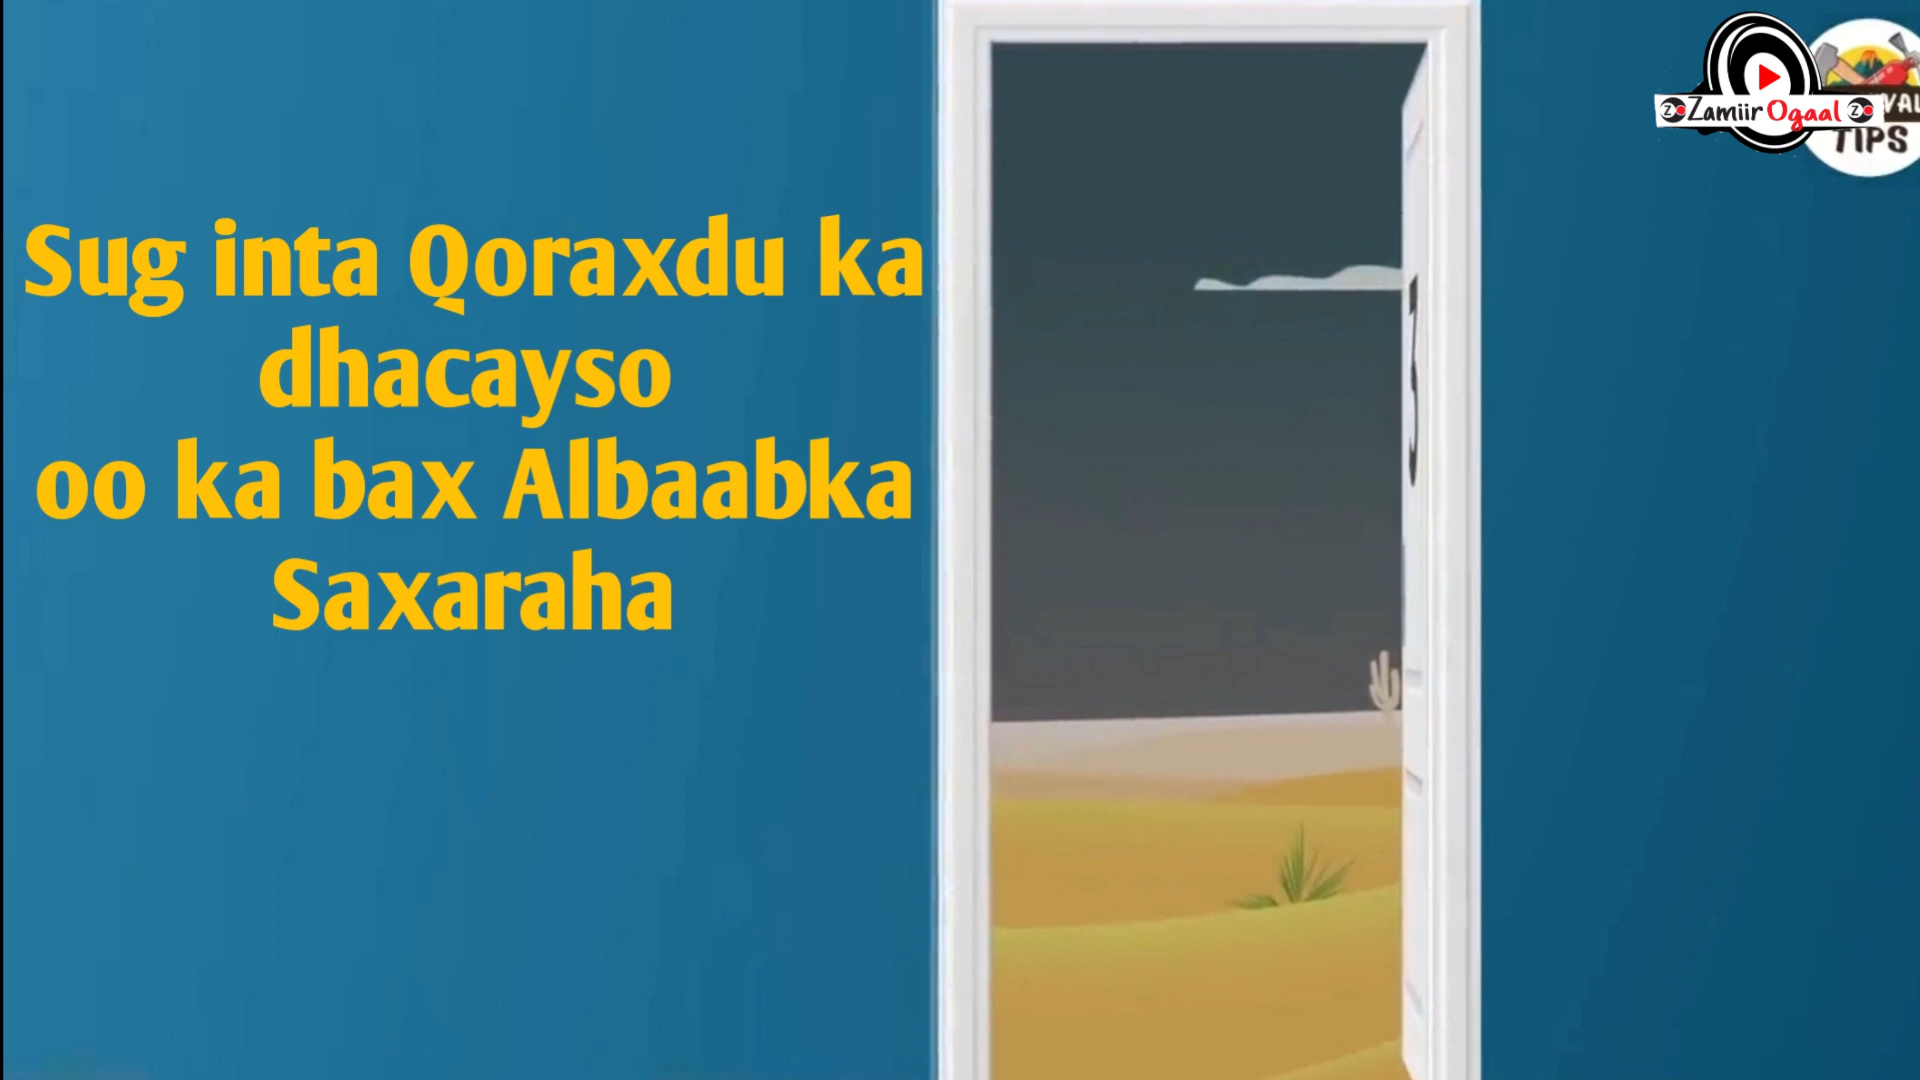 Zamiir Ogaal
TIPS
Sug inta Qoraxdu ka
dhacayso
oo ka bax Albaabka
Saxaraha
3